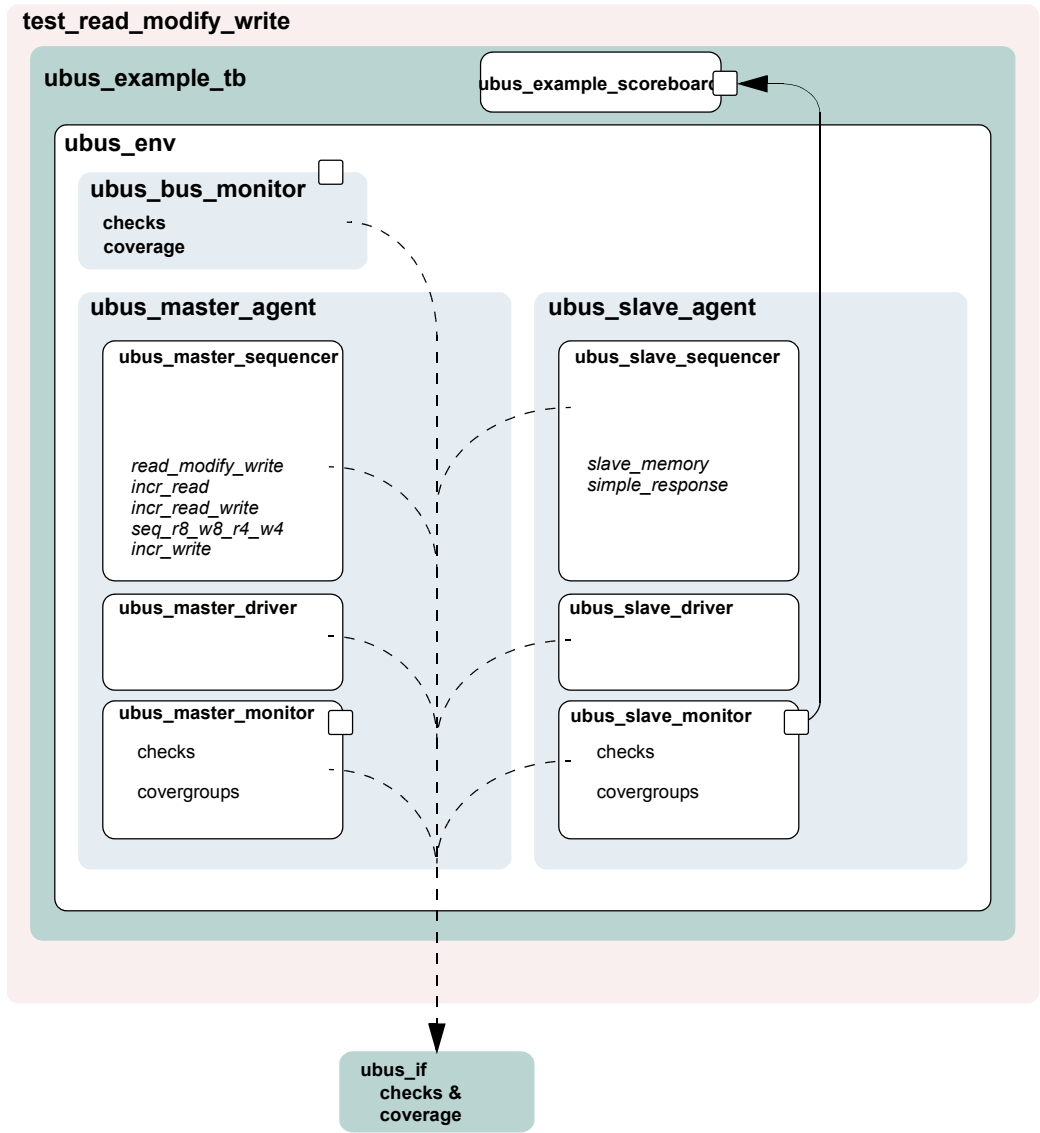 test_read_modify_write
ubus_example_tb
ubus_example_scoreboard
ubus_env
ubus_bus_monitor
checks
coverage
ubus_master_agent
ubus_master_sequencer
read_modify_write
incr_read
incr_read_write
seq_r8_w8_r4_w4
incr_write
ubus_master_driver
ubus_master_monitor
checks
covergroups
ubus_slave_agent
ubus_slave_sequencer
slave_memory
simple_response
ubus_slave_driver
ubus_slave_monitor
checks
covergroups
ubus_if
checks &
coverage